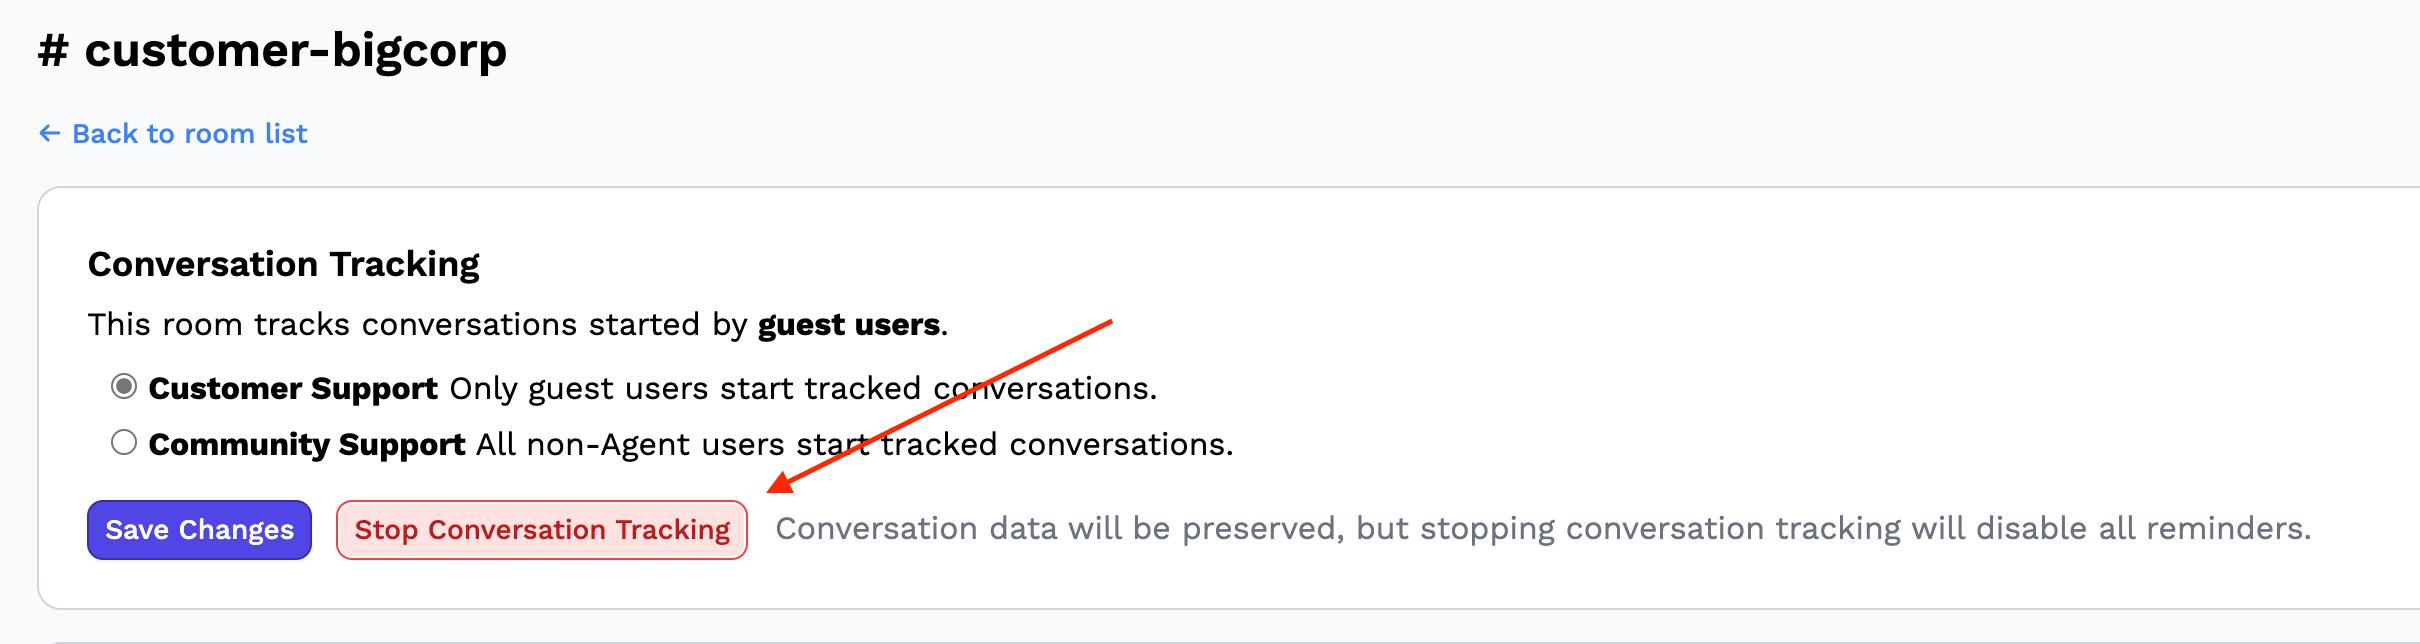 # customer-bigcorp
← Back to room list
Conversation Tracking
This room tracks conversations started by guest users.
Customer Support Only guest users start tracked conversations.
Community Support All non-Agent users start tracked conversations.
Save Changes Stop Conversation Tracking Conversation data will be preserved, but stopping conversation tracking will disable all reminders.